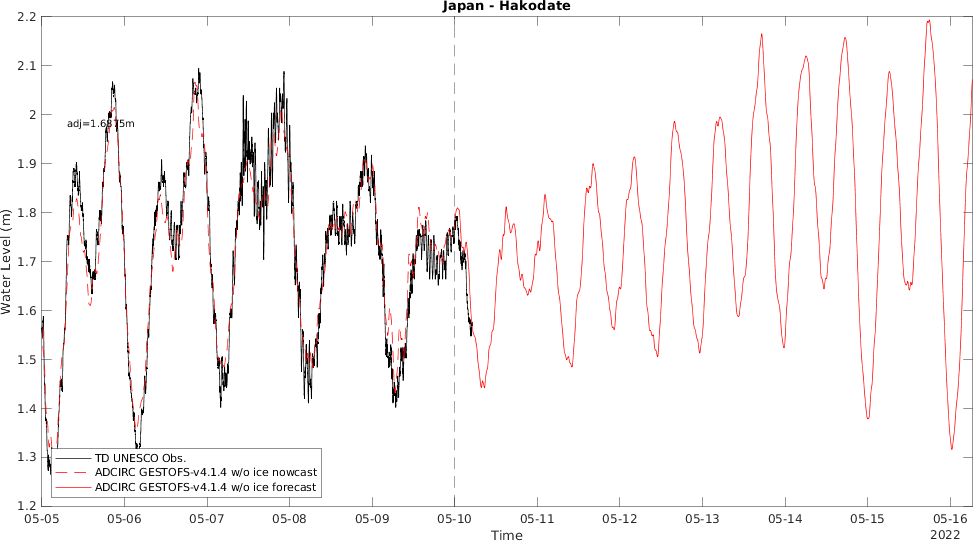 Japan - Hakodate
2.2
2.1
2
1.9
1.8
1.7
1.6
1.5
1.4
1.3
1.2
Water Level (m)
adj=1.6875m
TD UNESCO Obs.
ADCIRC GESTOFS-v4.1.4 w/o ice nowcast
ADCIRC GESTOFS-v4.1.4 w/o ice forecast
05-05 05-06 05-07 05-08 05-09 05-10 05-11 05-12 05-13 05-14 05-15 05-16
Time
2022